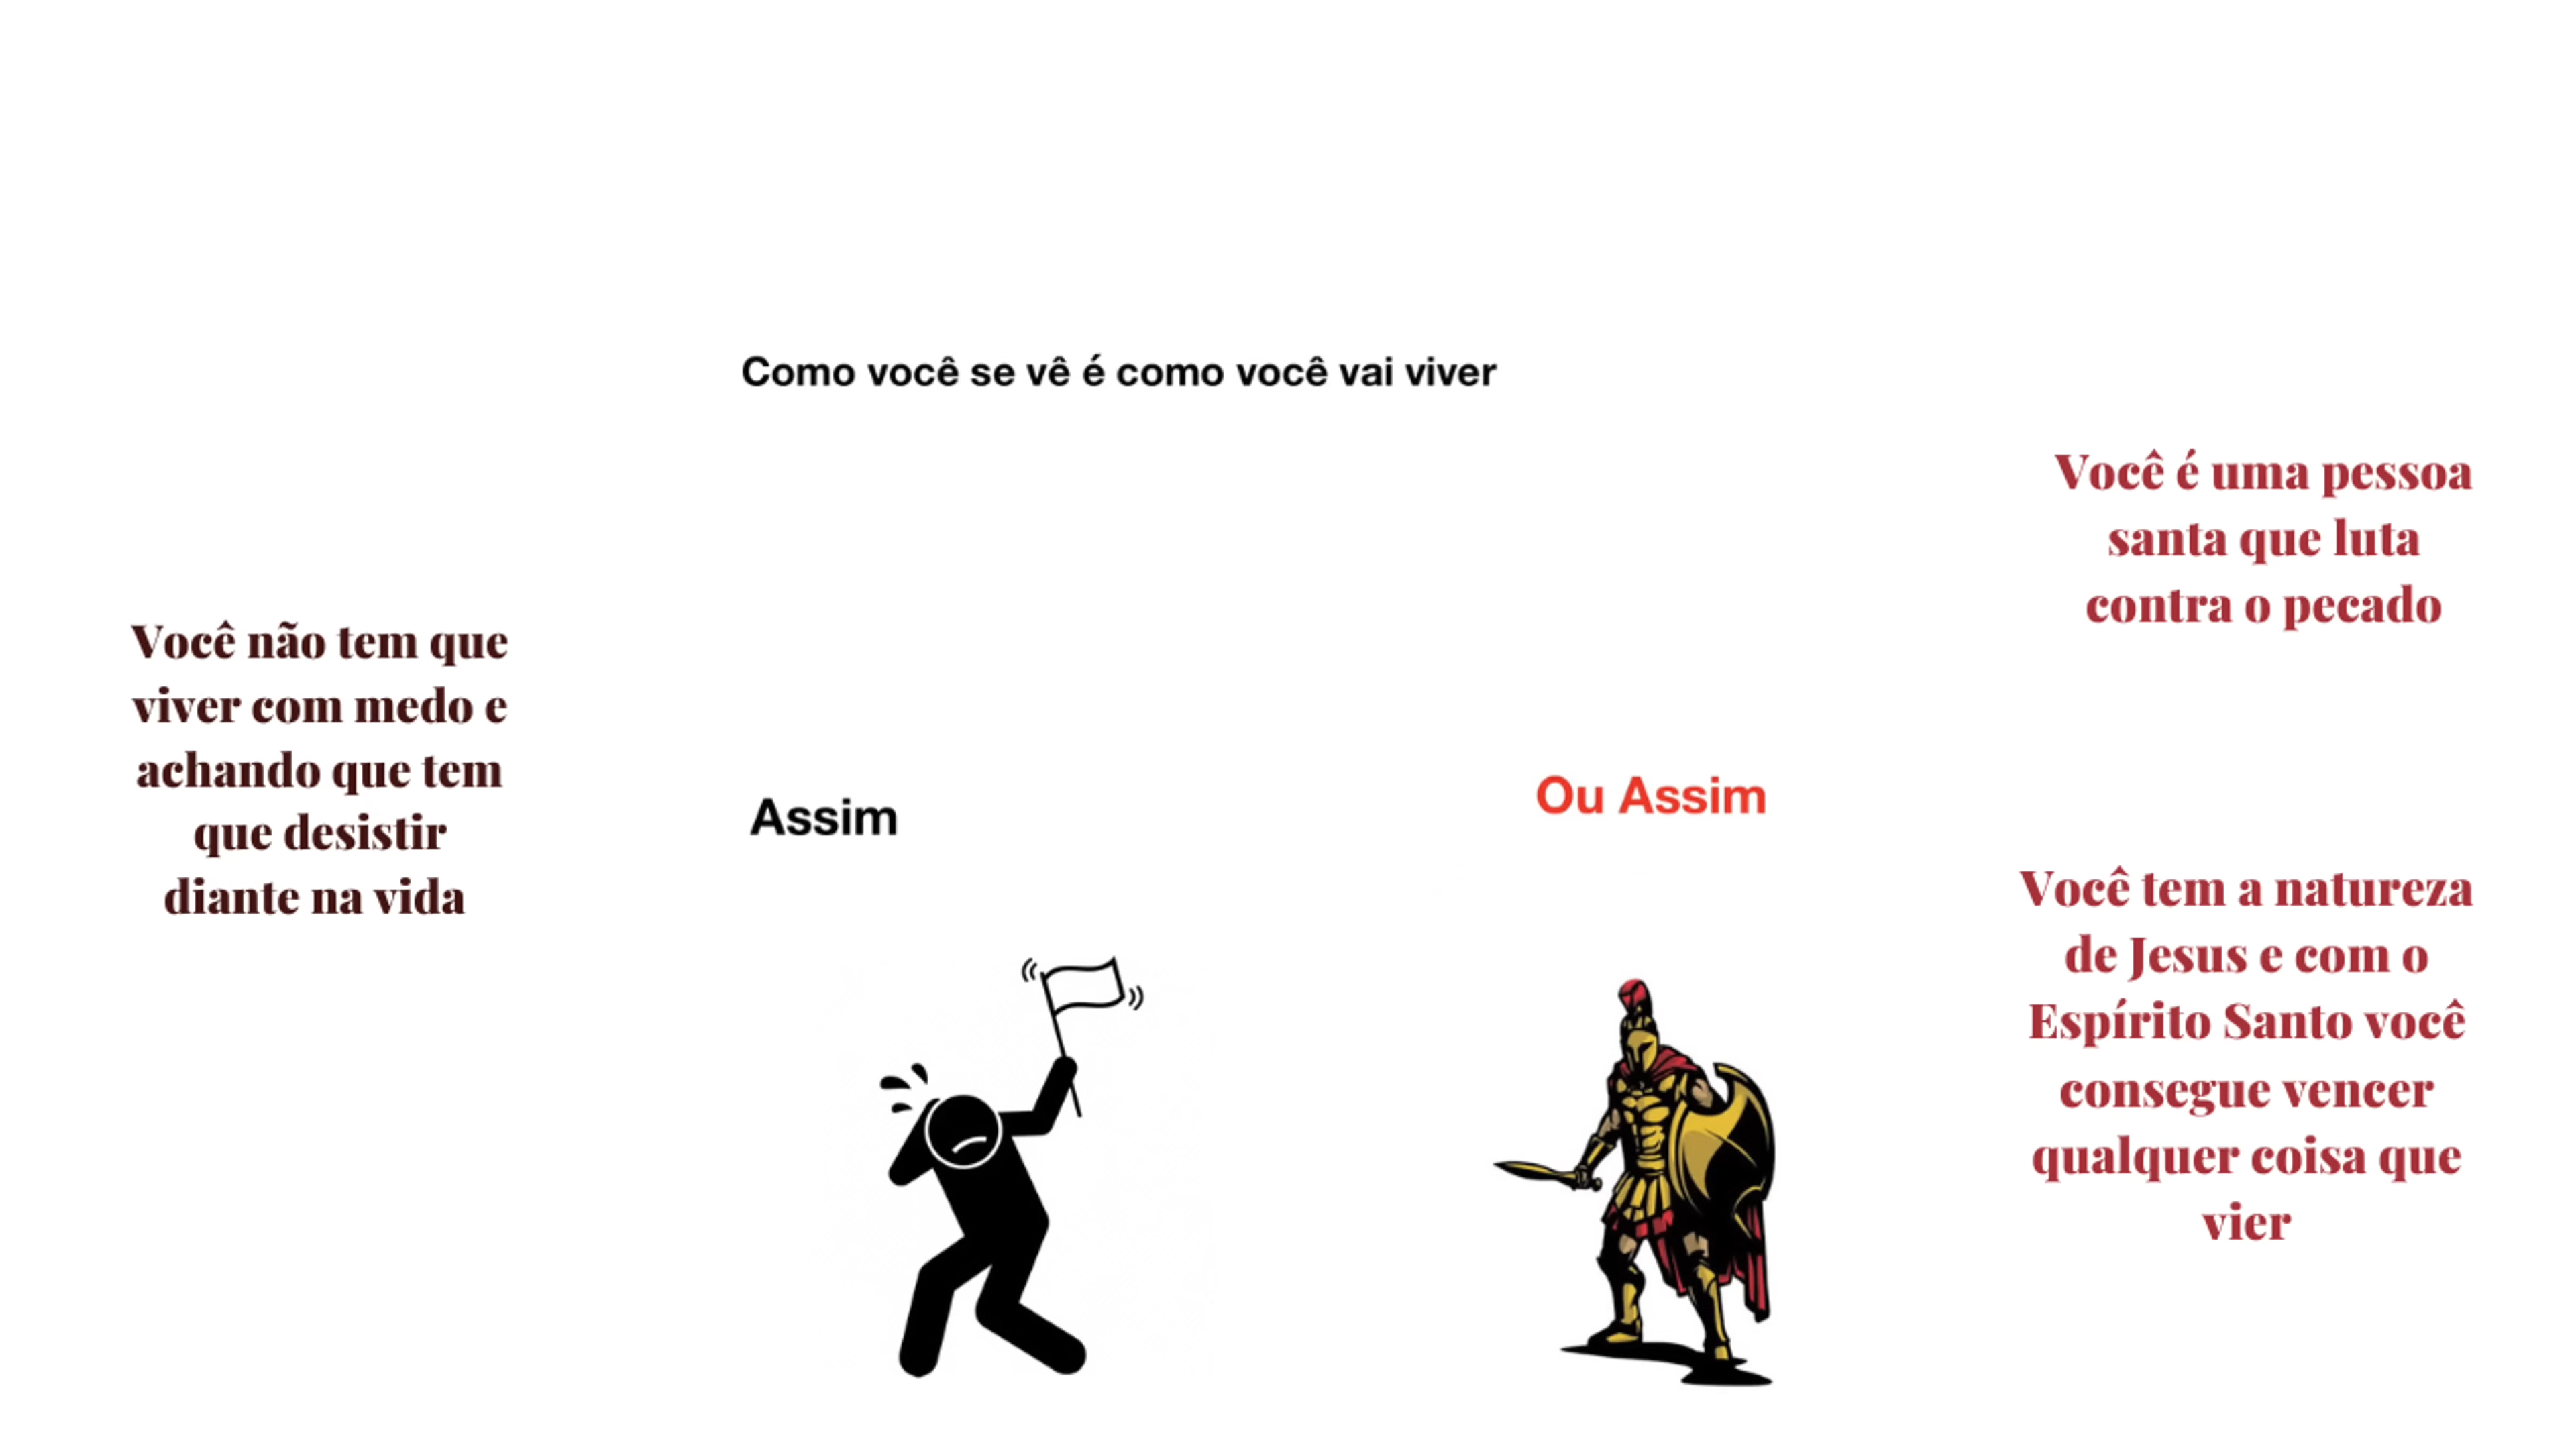 Como você se vê é como você vai viver
Você não tem que
viver com medo e
achando que tem
que desistir
diante na vida
Assim
Ou Assim
Você é uma pessoa
santa que luta
contra o pecado
Você tem a natureza
de Jesus e com o
Espírito Santo você
consegue vencer
qualquer coisa que
vier